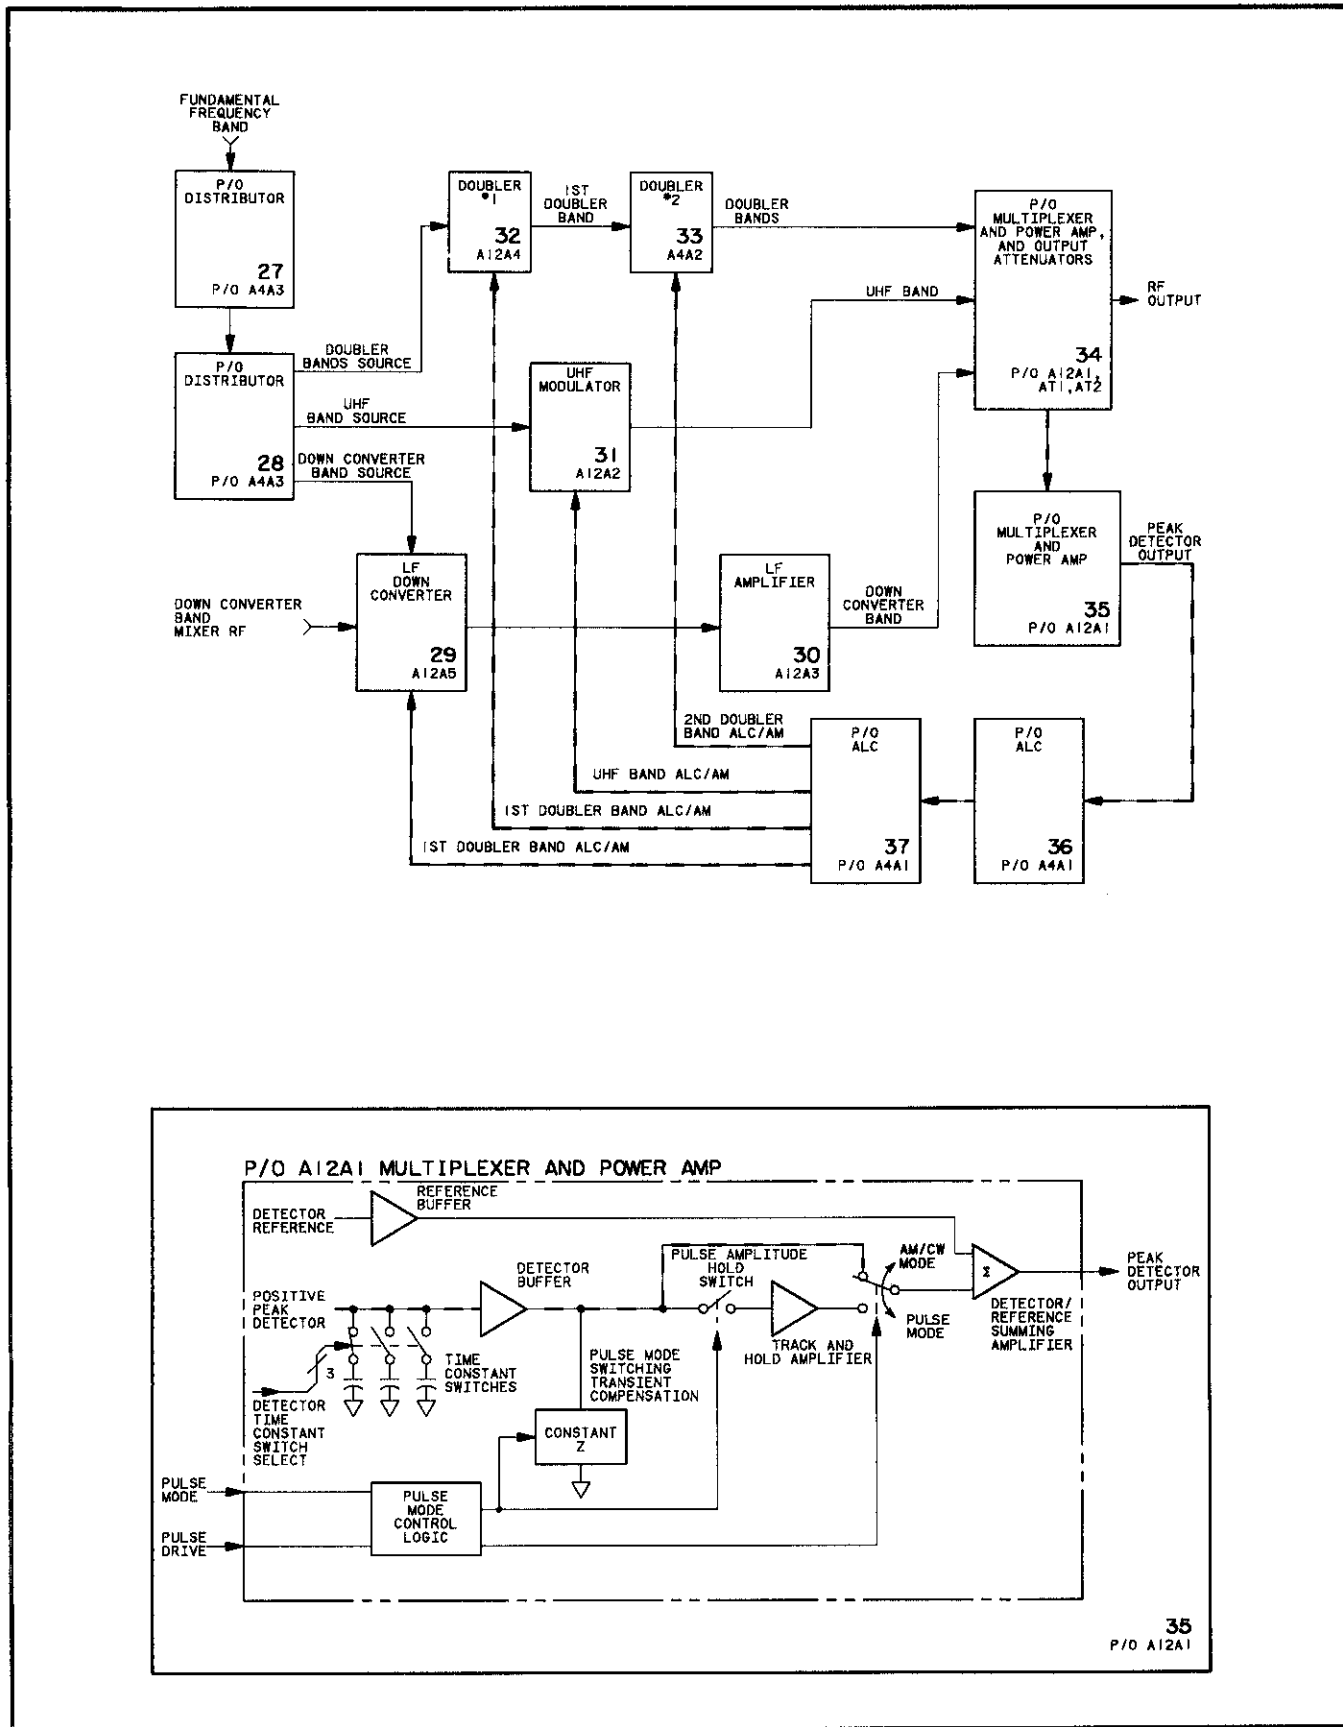 FUNDAMENTAL
FREQUENCY
BAND
P/O
DISTRIBUTOR
27
P/O A4A3
P/O
DISTRIBUTOR
28
P/O A4A3
DOUBLER
BANDS SOURCE
UHF
BAND SOURCE
DOWN CONVERTER
BAND SOURCE
DOUBLER
#1
32
A12A4
1ST
DOUBLER
BAND
DOUBLER
#2
33
A4A2
DOUBLER
BANDS
P/O
MULTIPLEXER
AND POWER AMP,
AND OUTPUT
ATTENUATORS
34
P/O A12A1,
AT1,AT2
RF
OUTPUT
UHF BAND
UHF
MODULATOR
31
A12A2
DOWN CONVERTER
BAND
MIXER RF
LF
DOWN
CONVERTER
29
A12A5
LF
AMPLIFIER
30
A12A3
DOWN
CONVERTER
BAND
P/O
MULTIPLEXER
AND
POWER AMP
35
P/O A12A1
PEAK
DETECTOR
OUTPUT
2ND DOUBLER
BAND ALC/AM
UHF BAND ALC/AM
1ST DOUBLER BAND ALC/AM
1ST DOUBLER BAND ALC/AM
P/O
ALC
37
P/O A4A1
P/O
ALC
36
P/O A4A1
P/O A12A1 MULTIPLEXER AND POWER AMP
DETECTOR
REFERENCE
REFERENCE
BUFFER
POSITIVE
PEAK
DETECTOR
DETECTOR
BUFFER
PULSE AMPLITUDE
HOLD
SWITCH
AM/CW
MODE
PULSE
MODE
TRACK AND
HOLD AMPLIFIER
Σ
DETECTOR/
REFERENCE
SUMMING
AMPLIFIER
PEAK
DETECTOR
OUTPUT
3
TIME
CONSTANT
SWITCHES
DETECTOR
TIME
CONSTANT
SWITCH
SELECT
PULSE MODE
SWITCHING
TRANSIENT
COMPENSATION
CONSTANT
Z
PULSE
MODE
PULSE
DRIVE
PULSE
MODE
CONTROL
LOGIC
35
P/O A12A1